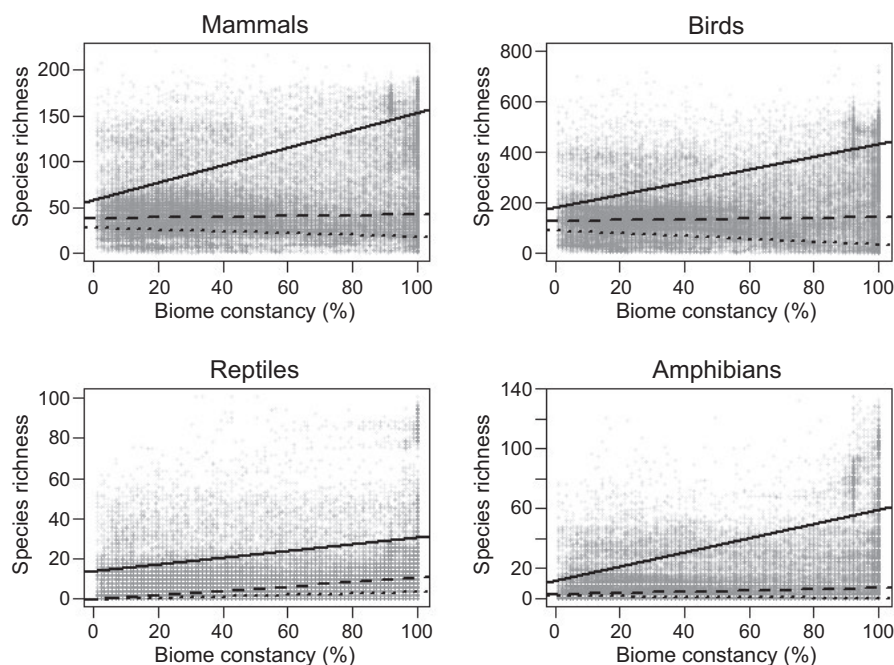 Mammals
Species richness
200
150
100
50
0
0 20 40 60 80 100
Biome constancy (%)
Birds
Species richness
800
600
400
200
0
0 20 40 60 80 100
Biome constancy (%)
Reptiles
Species richness
100
80
60
40
20
0
0 20 40 60 80 100
Biome constancy (%)
Amphibians
Species richness
140
100
60
20
0
0 20 40 60 80 100
Biome constancy (%)